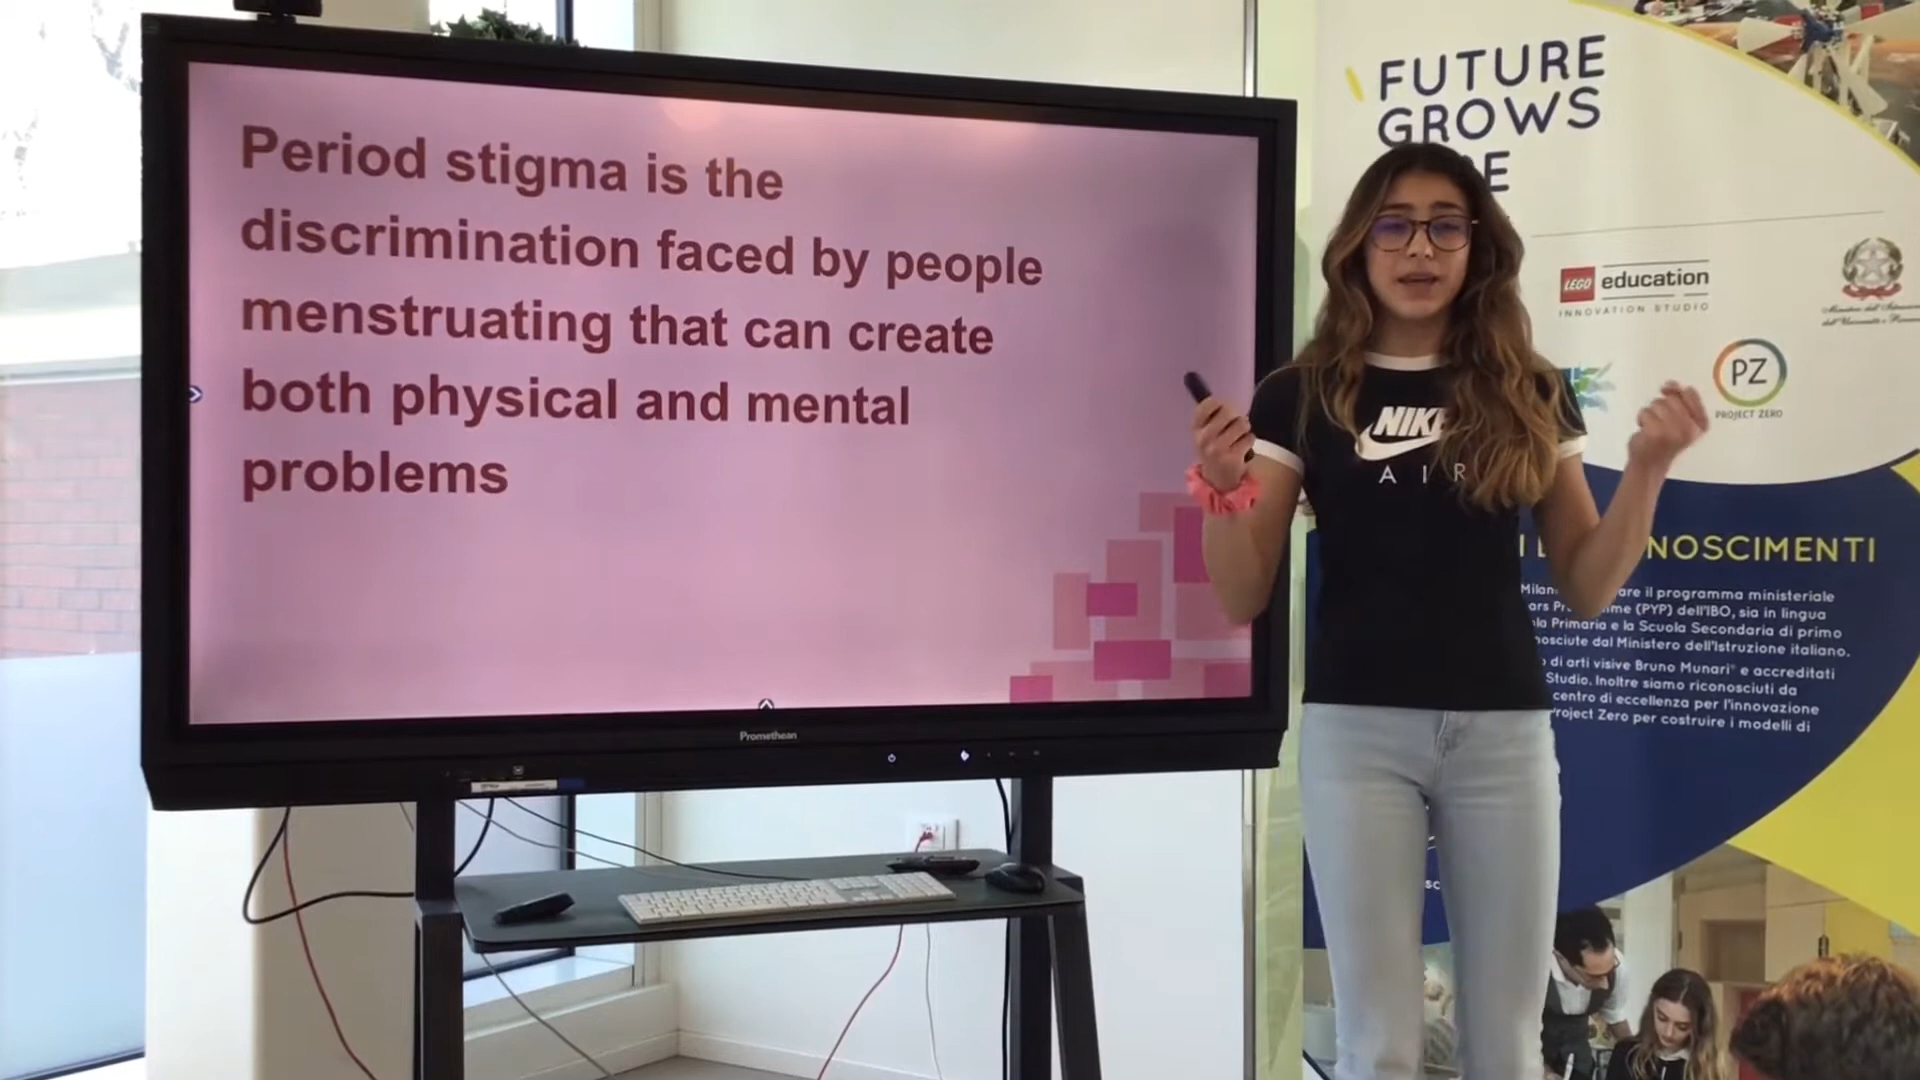 Period stigma is the
discrimination faced by people
menstruating that can create
both physical and mental
problems
Promethean
FUTURE
GROWS
LEGO education
INNOVATION STUDIO
PZ
PROJECT ZERO
NIKE
AIR
NOSCIMENTI
are il programma ministeriale
(PYP) dell'IBO, sia in lingua
Primaria e la Scuola Secondaria di primo
dal Ministero dell'Istruzione italiano.
di arti visive Bruno Munari® e accreditati
Studio. Inoltre siamo riconosciuti da
centro di eccellenza per l'innovazione
Project Zero per costruire i modelli di